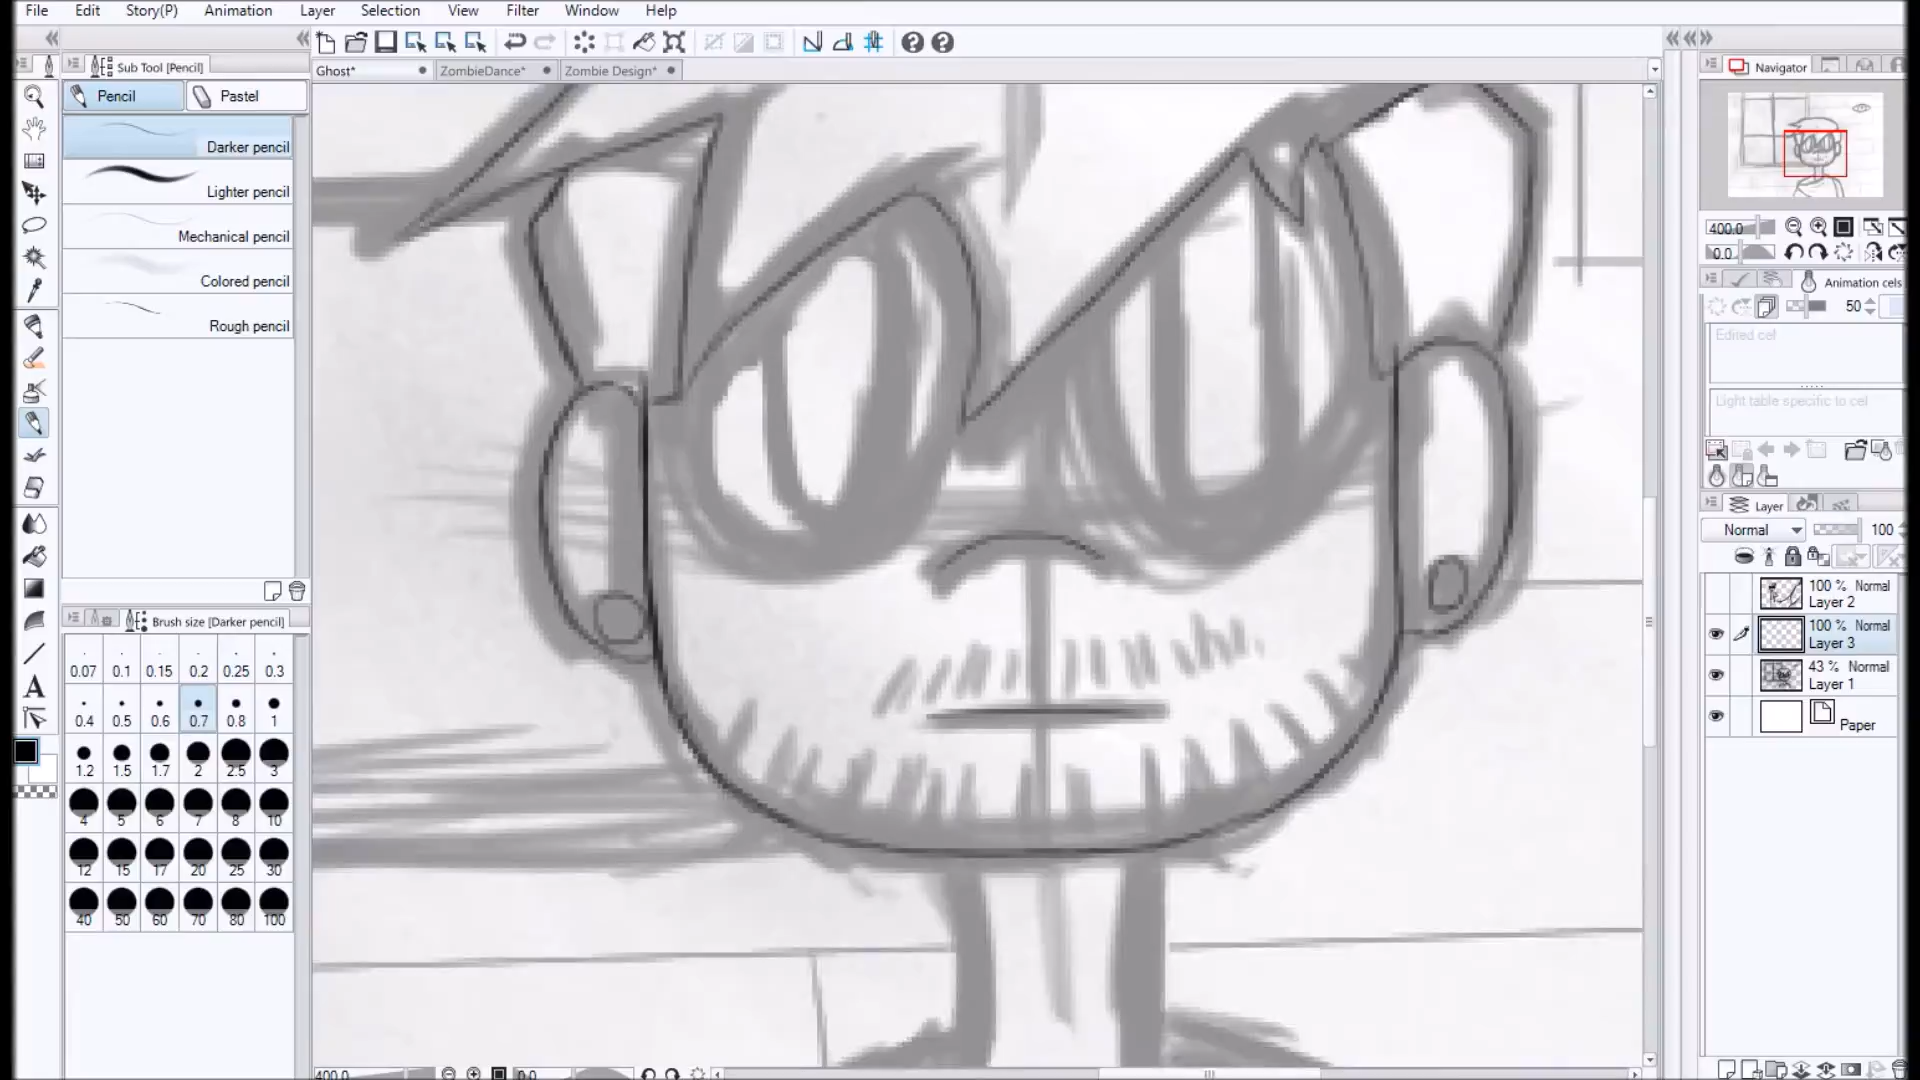 File Edit Story(P) Animation Layer Selection View Filter Window Help
Sub Tool [Pencil]
Ghost* ZombieDance* Zombie Design*
Navigator
Pencil Pastel
Darker pencil
Lighter pencil
Mechanical pencil
Colored pencil
Rough pencil
400.0
0.0
Animation cels
50
Edited cel
Light table specific to cel
Layer
Normal 100
100 % Normal
Layer 2
100 % Normal
Layer 3
43 % Normal
Layer 1
Paper
Brush size [Darker pencil]
0.07 0.1 0.15 0.2 0.25 0.3
0.4 0.5 0.6 0.7 0.8 1
1.2 1.5 1.7 2 2.5 3
4 5 6 7 8 10
12 15 17 20 25 30
40 50 60 70 80 100
A
400.0 0.0